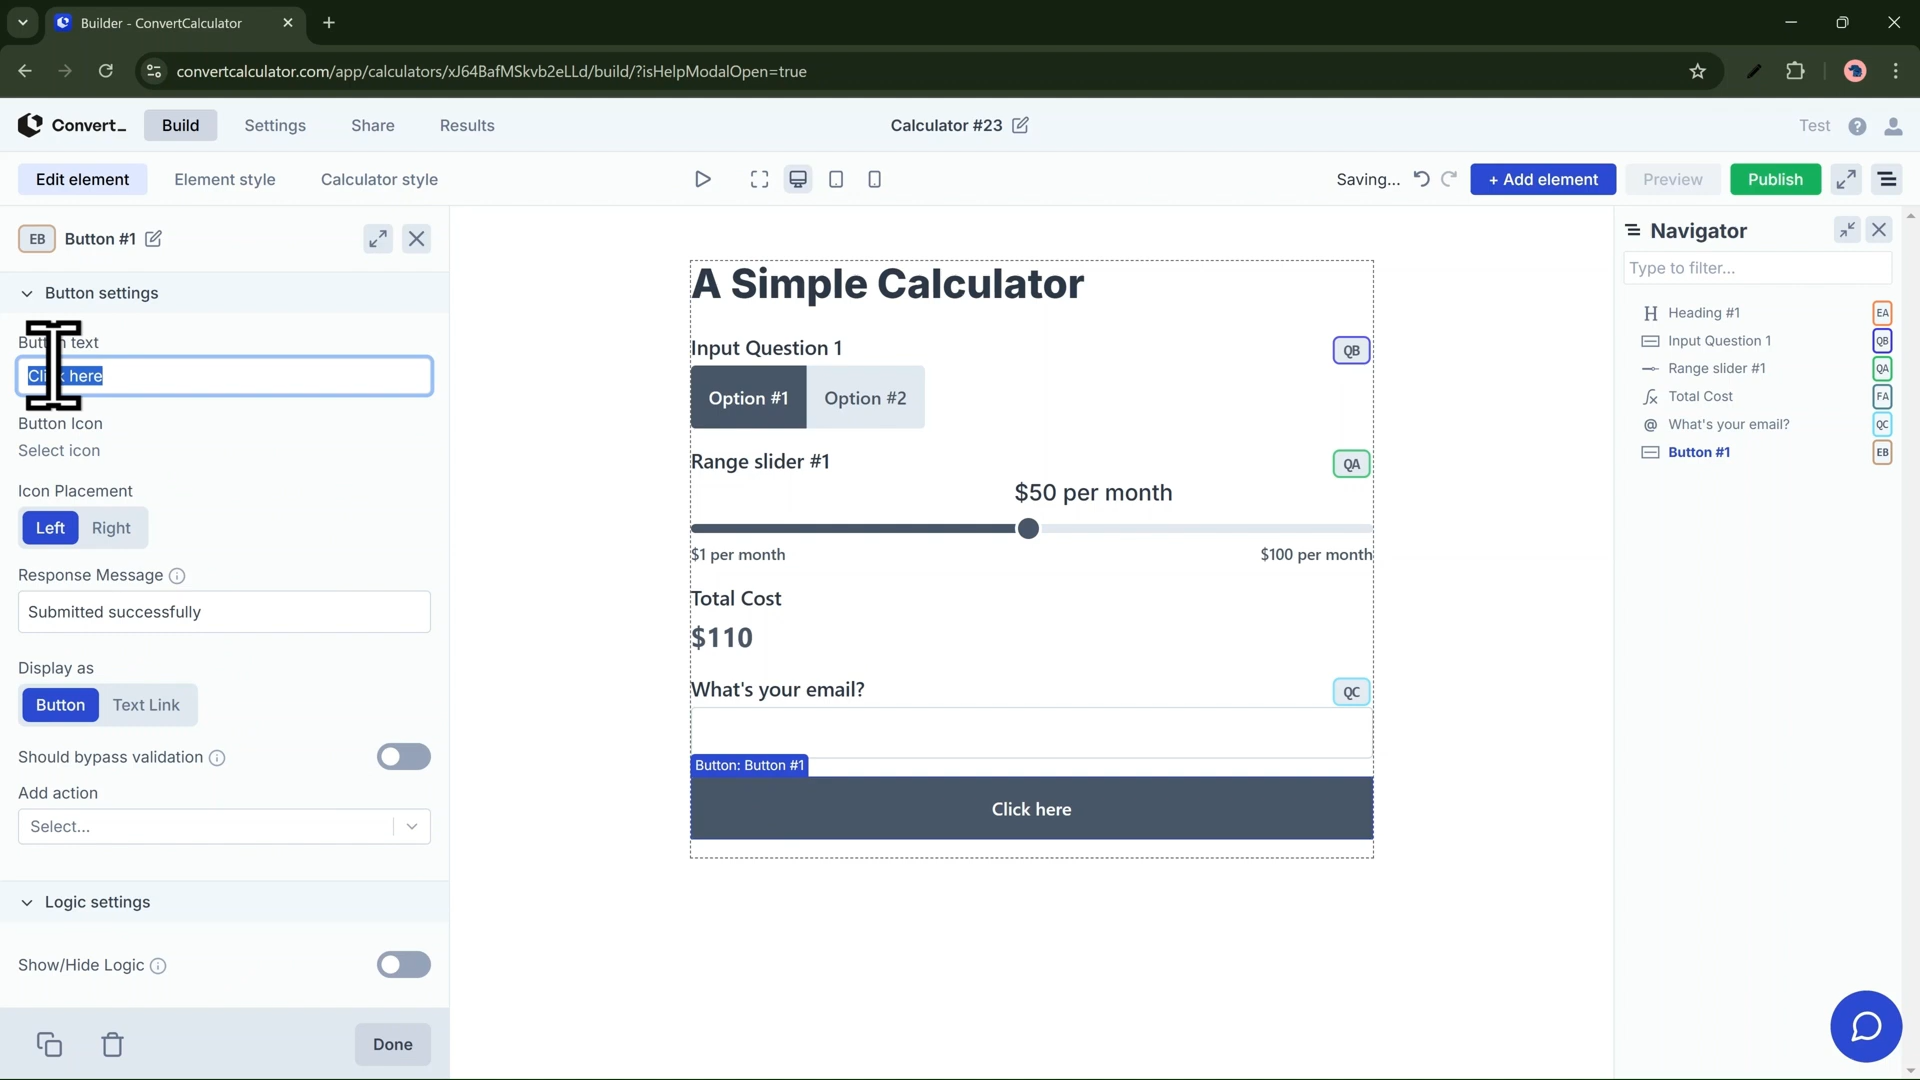 Builder - ConvertCalculator
convertcalculator.com/app/calculators/xJ64BafMSkvb2eLLd/build/?isHelpModalOpen=true
Convert_
Build
Settings
Share
Results
Calculator #23
Test
Edit element
Element style
Calculator style
Saving...
+ Add element
Preview
Publish
EB
Button #1
Button settings
Button text
Click here
Button Icon
Select icon
Icon Placement
Left
Right
Response Message
Submitted successfully
Display as
Button
Text Link
Should bypass validation
Add action
Select...
Logic settings
Show/Hide Logic
Done
A Simple Calculator
Input Question 1
QB
Option #1
Option #2
Range slider #1
QA
$50 per month
$1 per month
$100 per month
Total Cost
$110
What's your email?
QC
Button: Button #1
Click here
Navigator
Type to filter...
Heading #1
EA
Input Question 1
QB
Range slider #1
QA
Total Cost
FA
What's your email?
QC
Button #1
EB